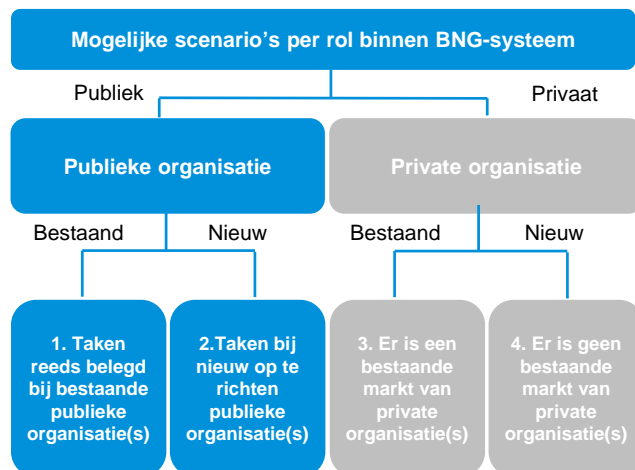 Mogelijke scenario's per rol binnen BNG-systeem
Publiek
Privaat
Publieke organisatie
Private organisatie
Bestaand
Nieuw
Bestaand
Nieuw
1. Taken
reeds belegd
bij bestaande
publieke
organisatie(s)
2.Taken bij
nieuw op te
richten
publieke
organisatie(s)
3. Er is een
bestaande
markt van
private
organisatie(s)
4. Er is geen
bestaande
markt van
private
organisatie(s)